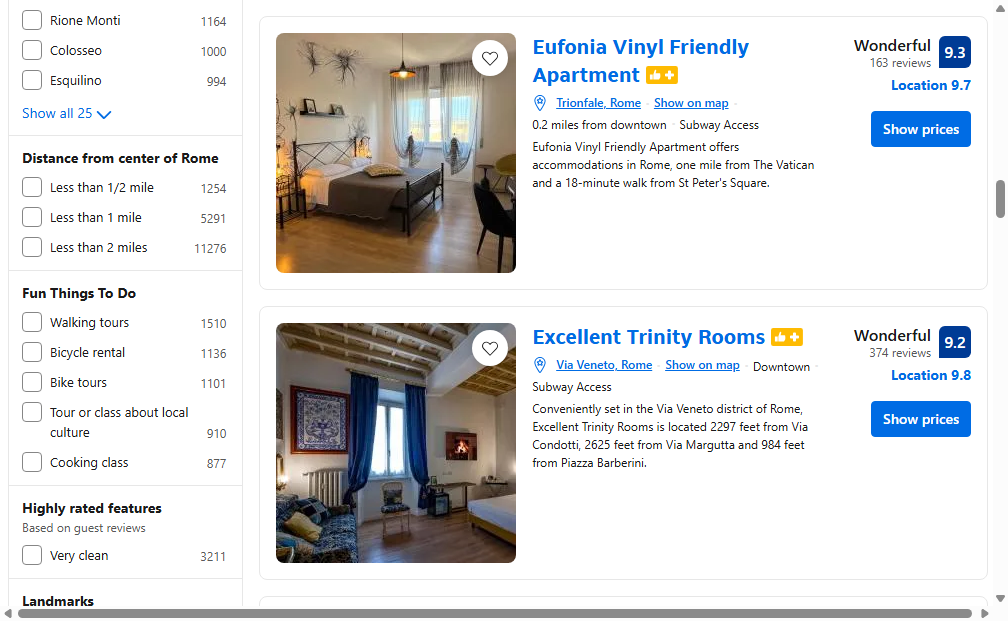 Rione Monti 1164
Colosseo 1000
Esquilino 994
Show all 25
Distance from center of Rome
Less than 1/2 mile 1254
Less than 1 mile 5291
Less than 2 miles 11276
Fun Things To Do
Walking tours 1510
Bicycle rental 1136
Bike tours 1101
Tour or class about local
culture 910
Cooking class 877
Highly rated features
Based on guest reviews
Very clean 3211
Landmarks
Eufonia Vinyl Friendly
Apartment
Trionfale, Rome Show on map
0.2 miles from downtown Subway Access
Eufonia Vinyl Friendly Apartment offers
accommodations in Rome, one mile from The Vatican
and a 18-minute walk from St Peter's Square.
Wonderful 9.3
163 reviews
Location 9.7
Show prices
Excellent Trinity Rooms
Via Veneto, Rome Show on map Downtown
Subway Access
Conveniently set in the Via Veneto district of Rome,
Excellent Trinity Rooms is located 2297 feet from Via
Condotti, 2625 feet from Via Margutta and 984 feet
from Piazza Barberini.
Wonderful 9.2
374 reviews
Location 9.8
Show prices